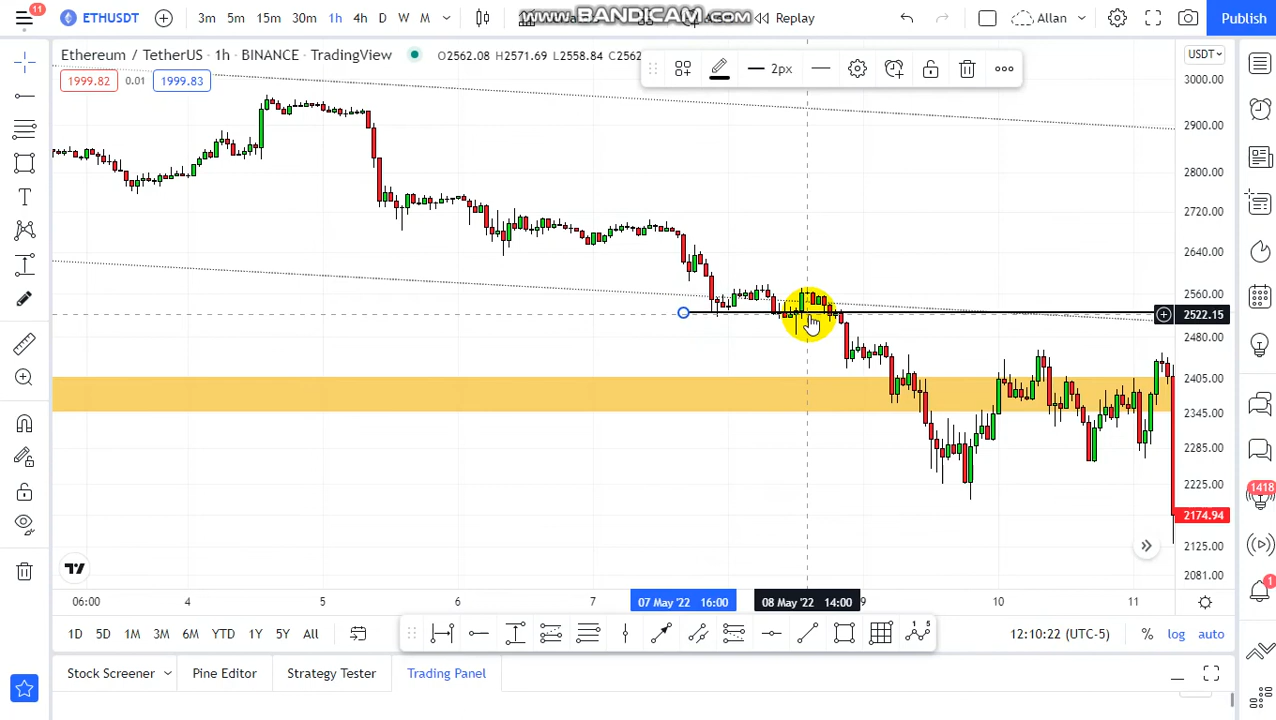 11
ETHUSDT
3m 5m 15m 30m 1h 4h D W M
www.BANDICAM.com
Replay
Allan
Publish
Ethereum / TetherUS · 1h · BINANCE · TradingView
O2562.08 H2571.69 L2558.84 C2562
2px
USDT
1999.82 0.01 1999.83
3000.00
2900.00
2800.00
2720.00
2640.00
2560.00
2522.15
2480.00
2405.00
2345.00
2285.00
2225.00
2174.94
2125.00
2081.00
1418
1
06:00 4 5 6 7 07 May '22 16:00 08 May '22 14:00 9 10 11
1D 5D 1M 3M 6M YTD 1Y 5Y All
12:10:22 (UTC-5) % log auto
Stock Screener Pine Editor Strategy Tester Trading Panel